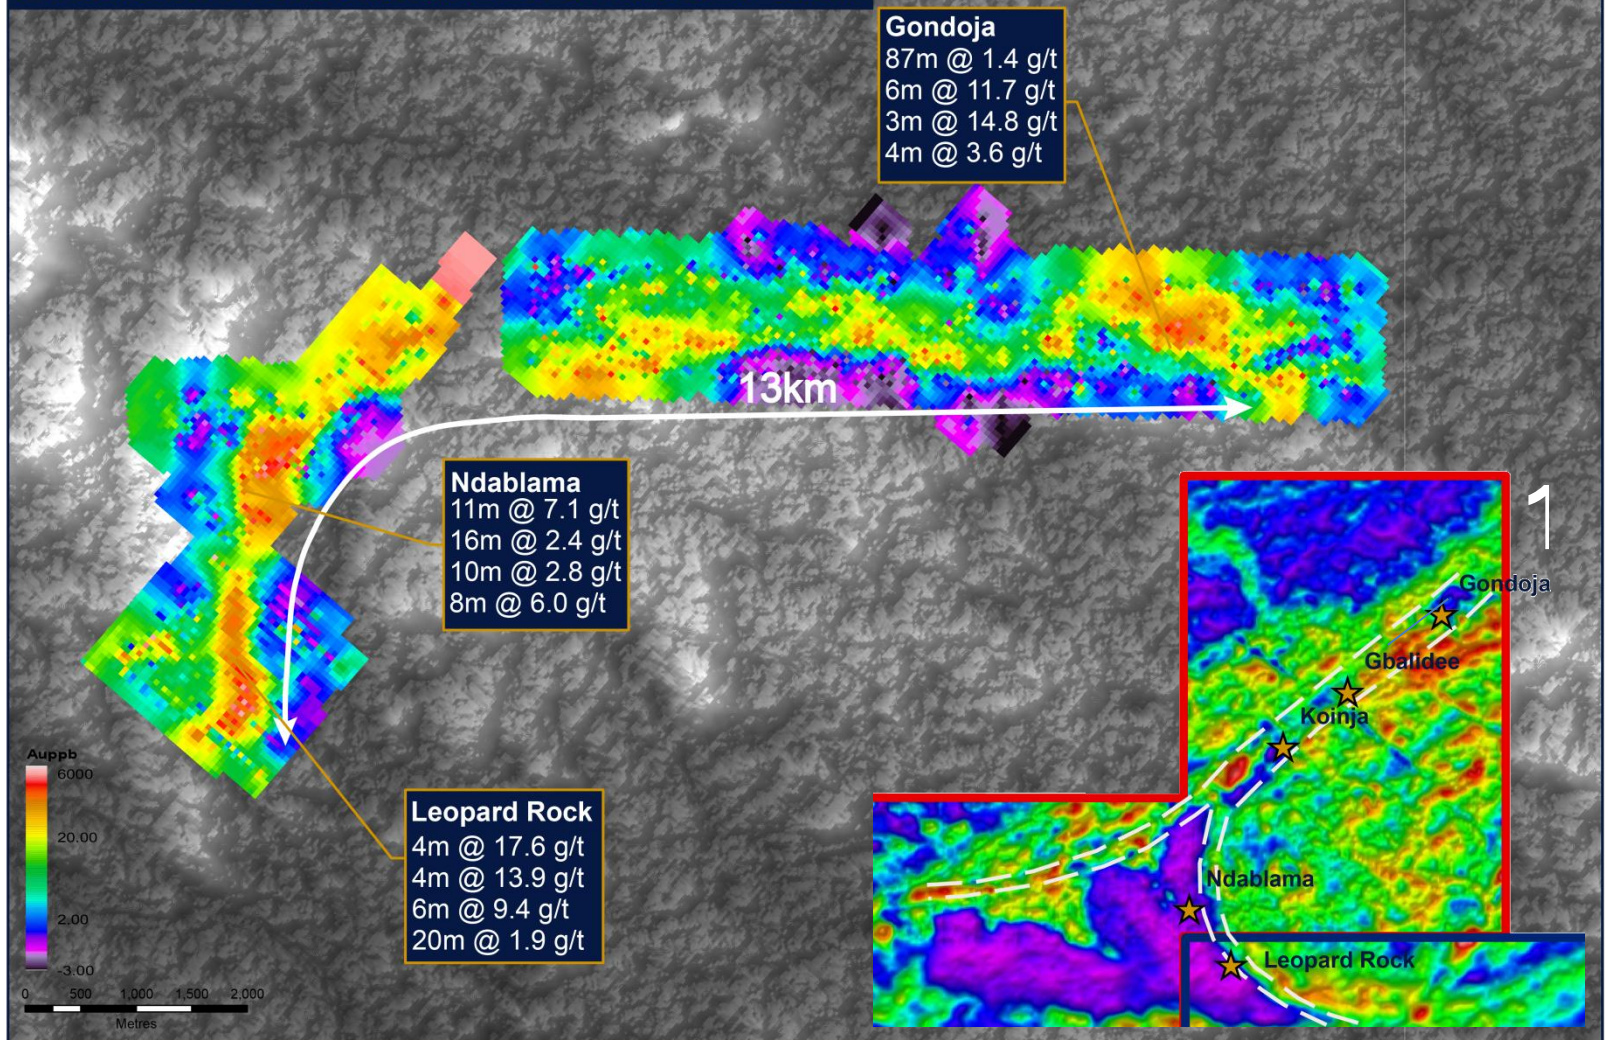 Gondoja
87m @ 1.4 g/t
6m @ 11.7 g/t
3m @ 14.8 g/t
4m @ 3.6 g/t
13km
Ndablama
11m @ 7.1 g/t
16m @ 2.4 g/t
10m @ 2.8 g/t
8m @ 6.0 g/t
1
Gondoja
Gbalidee
Koinja
Ndablama
Leopard Rock
Leopard Rock
4m @ 17.6 g/t
4m @ 13.9 g/t
6m @ 9.4 g/t
20m @ 1.9 g/t
Auppb
6000
20.00
2.00
-3.00
0 500 1,000 1,500 2,000
Metres